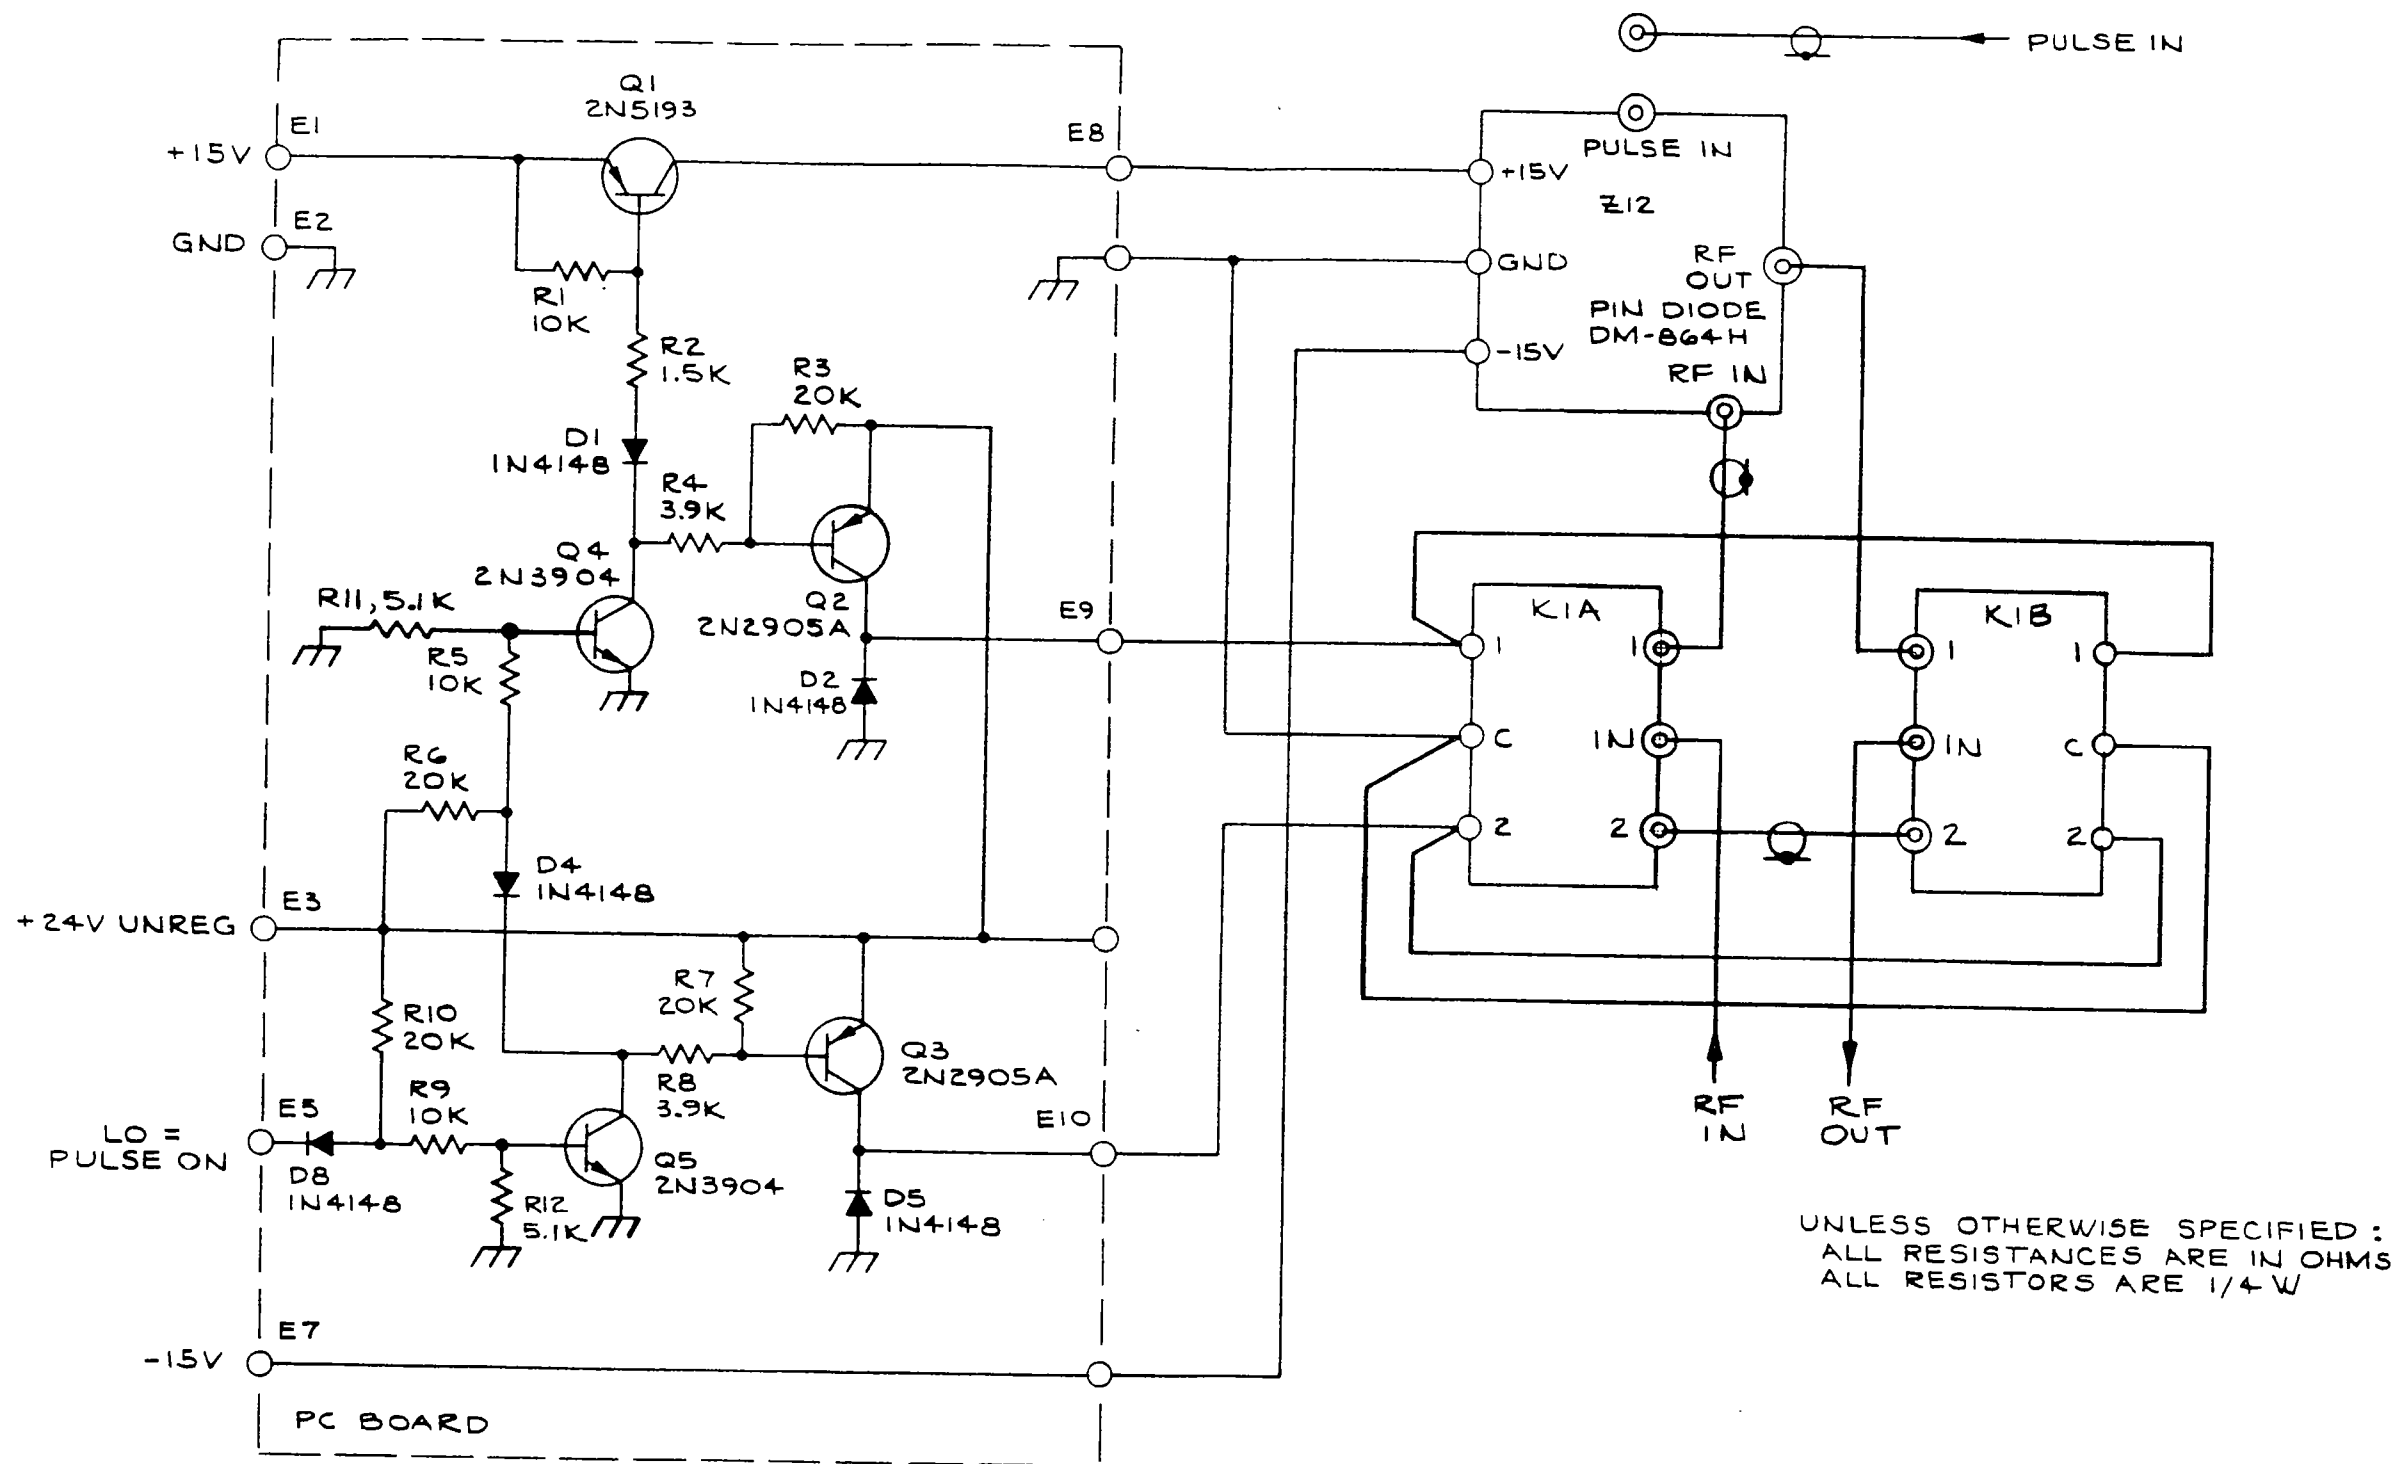 PULSE IN
Q1
2N5193
E1
E8
+15V
E2
GND
R1
10K
R2
1.5K
R3
20K
D1
1N4148
R4
3.9K
Q4
2N3904
R11, 5.1K
Q2
2N2905A
E9
R5
10K
D2
1N4148
R6
20K
D4
1N4148
E3
+24V UNREG
R7
20K
R10
20K
Q3
2N2905A
R8
3.9K
R9
10K
E5
E10
LO =
PULSE ON
D8
1N4148
Q5
2N3904
R12
5.1K
D5
1N4148
E7
-15V
PC BOARD
PULSE IN
+15V
Z12
GND
RF
OUT
PIN DIODE
DM-864H
-15V
RF IN
K1A
1
1
C
IN
2
2
K1B
1
1
IN
C
2
2
RF
IN
RF
OUT
UNLESS OTHERWISE SPECIFIED:
ALL RESISTANCES ARE IN OHMS
ALL RESISTORS ARE 1/4 W